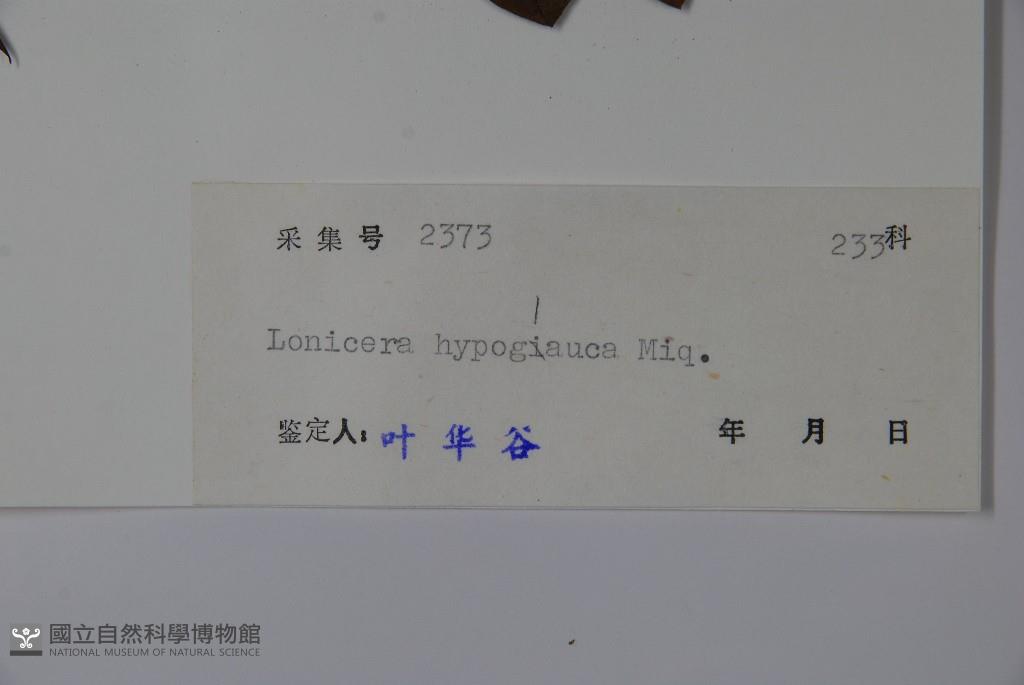 采集号 2373 233科
l
Lonicera hypogiauca Miq.
鉴定人: 叶华谷 年 月 日
國立自然科學博物館
NATIONAL MUSEUM OF NATURAL SCIENCE